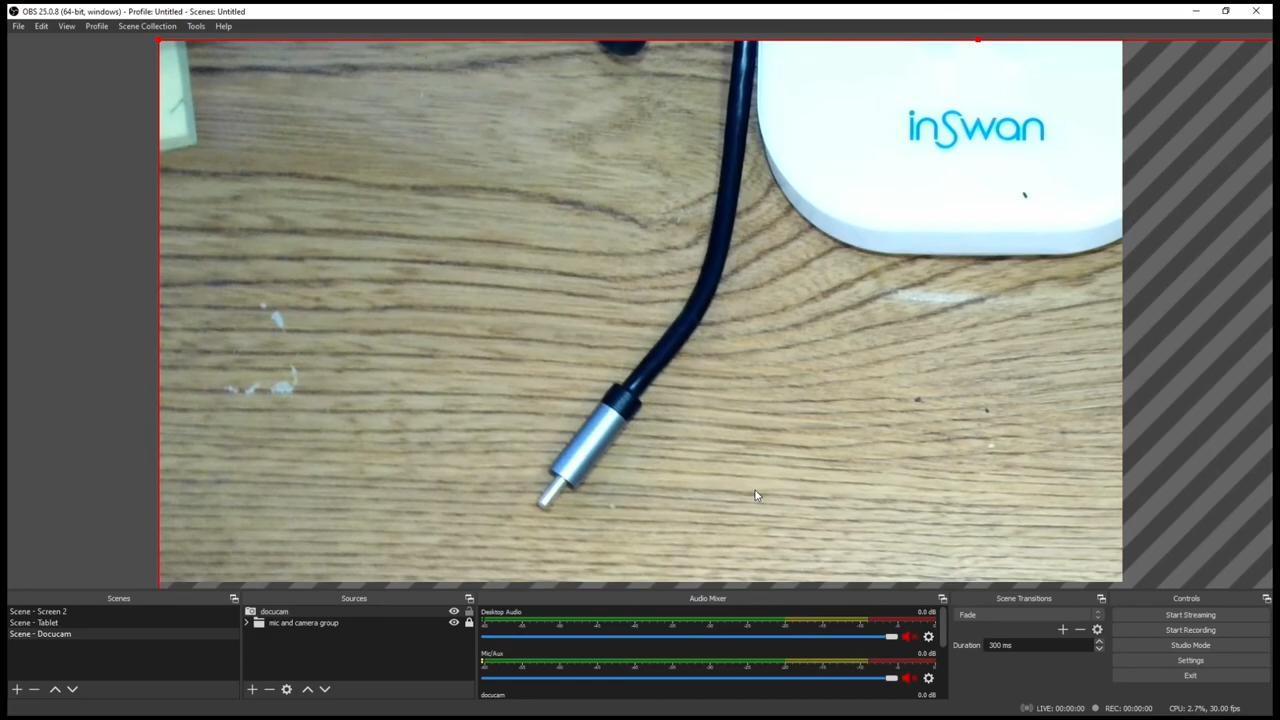 OBS 25.0.8 (64-bit, windows) - Profile: Untitled - Scenes: Untitled
File Edit View Profile Scene Collection Tools Help
inswan
Scenes
Scene - Screen 2
Scene - Tablet
Scene - Docucam
Sources
docucam
mic and camera group
Audio Mixer
Desktop Audio 0.0 dB
Mic/Aux 0.0 dB
docucam 0.0 dB
Scene Transitions
Fade
Duration 300 ms
Controls
Start Streaming
Start Recording
Studio Mode
Settings
Exit
LIVE: 00:00:00 REC: 00:00:00 CPU: 2.7%, 30.00 fps